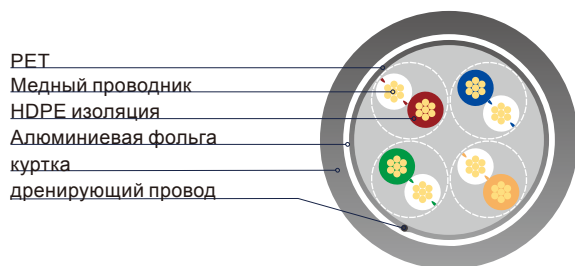 PET
Медный проводник
HDPE изоляция
Алюминиевая фольга
куртка
дренирующий провод